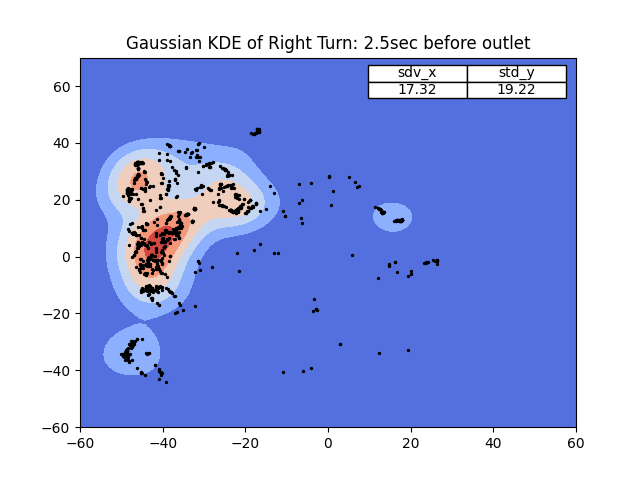 Gaussian KDE of Right Turn: 2.5sec before outlet
sdv_x std_y
17.32 19.22
60
40
20
0
−20
−40
−60
−60 −40 −20 0 20 40 60